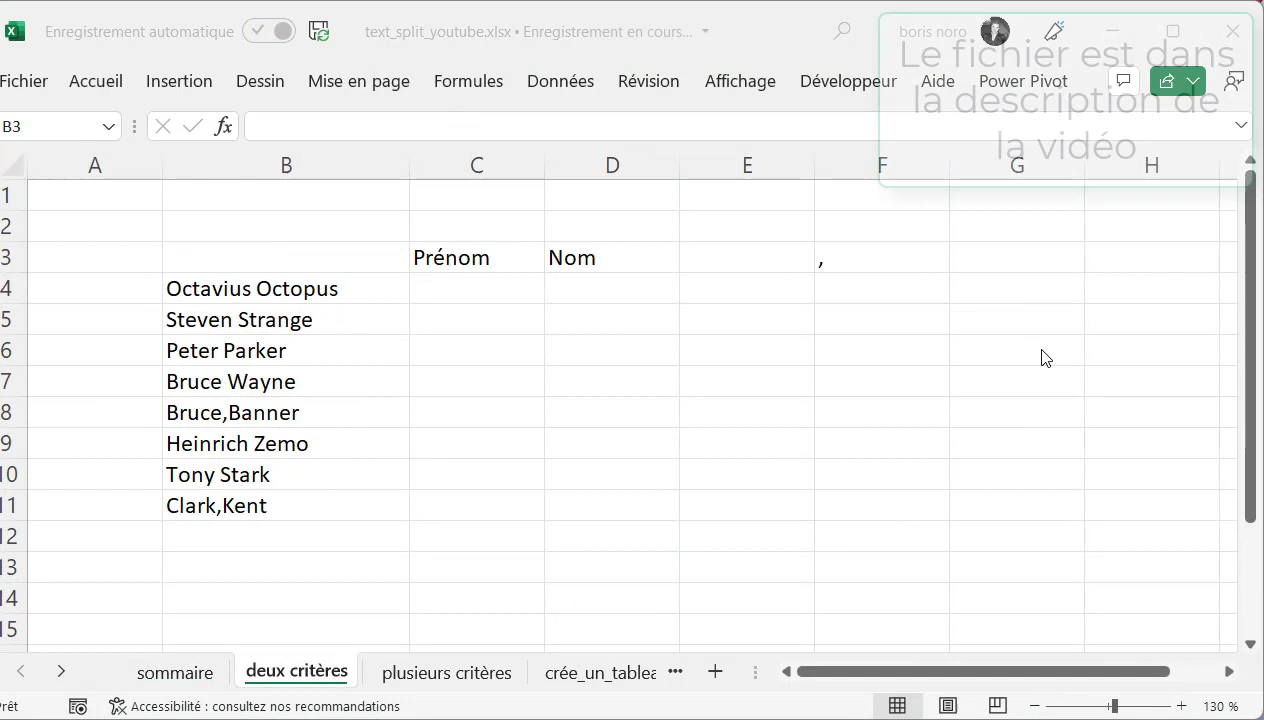 Enregistrement automatique
text_split_youtube.xlsx • Enregistrement en cours...
boris noro
Le fichier est dans
la description de
la vidéo
Fichier Accueil Insertion Dessin Mise en page Formules Données Révision Affichage Développeur Aide Power Pivot
B3 fx
A B C D E F G H
1
2
3 Prénom Nom ,
4 Octavius Octopus
5 Steven Strange
6 Peter Parker
7 Bruce Wayne
8 Bruce,Banner
9 Heinrich Zemo
10 Tony Stark
11 Clark,Kent
12
13
14
15
sommaire deux critères plusieurs critères crée_un_tablea
rêt Accessibilité : consultez nos recommandations 130 %